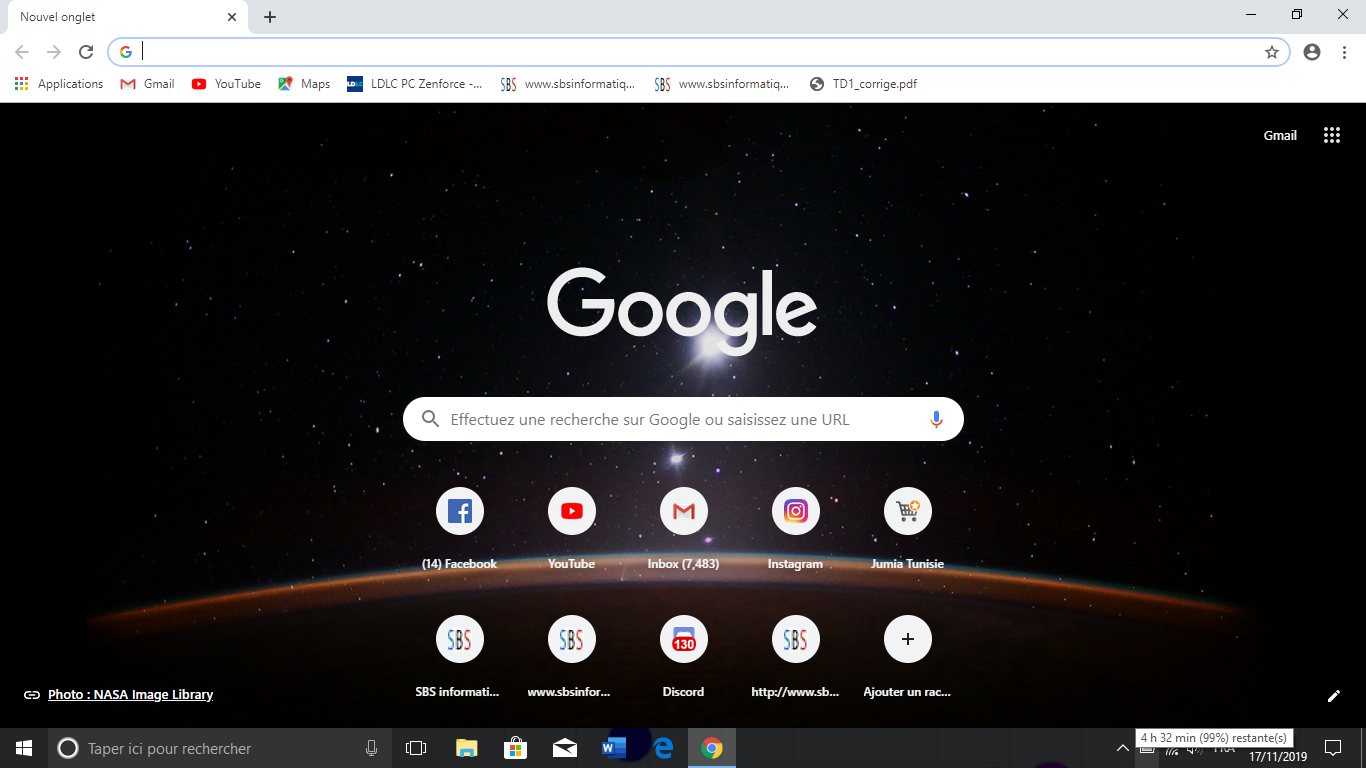 Nouvel onglet
Applications Gmail YouTube Maps LDLC PC Zenforce -... www.sbsinformatiq... www.sbsinformatiq... TD1_corrige.pdf
Gmail
Google
Effectuez une recherche sur Google ou saisissez une URL
(14) Facebook YouTube Inbox (7,483) Instagram Jumia Tunisie
SBS SBS 130 SBS
SBS informati... www.sbsinfor... Discord http://www.sb... Ajouter un rac...
Photo : NASA Image Library
4 h 32 min (99%) restante(s)
Taper ici pour rechercher
17/11/2019